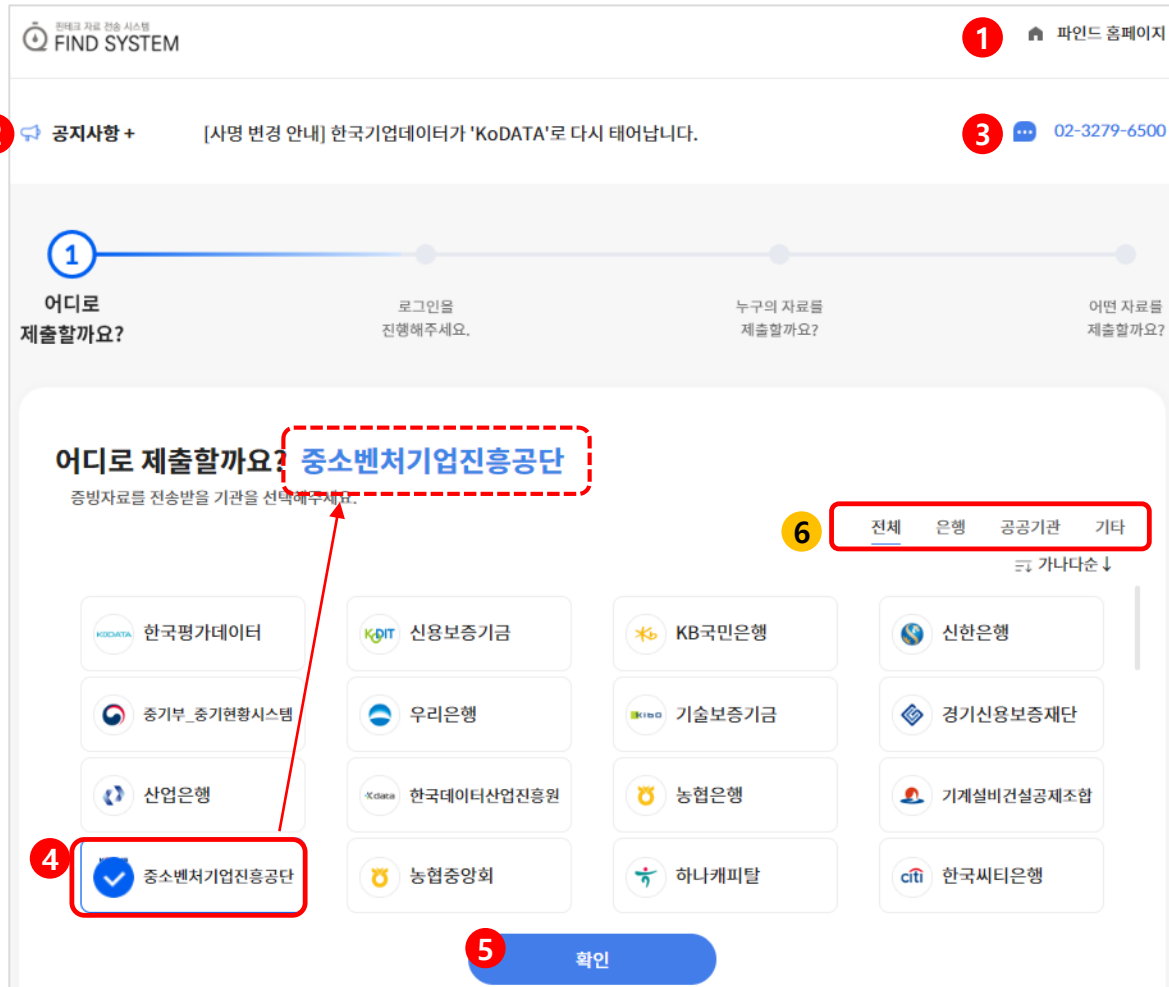 핀테크 자료 전송 시스템
FIND SYSTEM
1
파인드 홈페이지
2
공지사항 +
[사명 변경 안내] 한국기업데이터가 'KoDATA'로 다시 태어납니다.
3
02-3279-6500
1
어디로
제출할까요?
로그인을
진행해주세요.
누구의 자료를
제출할까요?
어떤 자료를
제출할까요?
어디로 제출할까요? 중소벤처기업진흥공단
증빙자료를 전송받을 기관을 선택해주세요.
6
전체 은행 공공기관 기타
가나다순↓
KODATA 한국평가데이터
KODIT 신용보증기금
Kb KB국민은행
신한은행
중기부_중기현황시스템
우리은행
KIBO 기술보증기금
경기신용보증재단
산업은행
Kdata 한국데이터산업진흥원
농협은행
기계설비건설공제조합
4
중소벤처기업진흥공단
농협중앙회
하나캐피탈
citi 한국씨티은행
5
확인